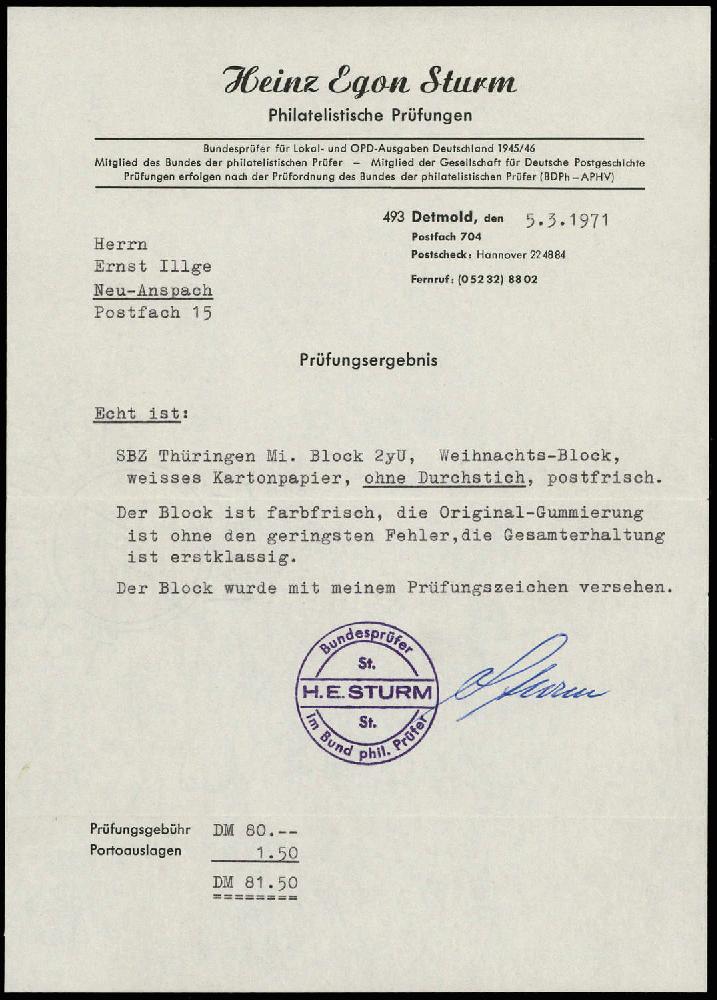 Heinz Egon Sturm
Philatelistische Prüfungen
Bundesprüfer für Lokal- und OPD-Ausgaben Deutschland 1945/46
Mitglied des Bundes der philatelistischen Prüfer – Mitglied der Gesellschaft für Deutsche Postgeschichte
Prüfungen erfolgen nach der Prüfordnung des Bundes der philatelistischen Prüfer (BDPh – APHV)
493 Detmold, den 5.3.1971
Postfach 704
Postscheck: Hannover 224884
Fernruf: (05232) 8802
Herrn
Ernst Illge
Neu-Anspach
Postfach 15
Prüfungsergebnis
Echt ist:
SBZ Thüringen Mi. Block 2yU, Weihnachts-Block,
weisses Kartonpapier, ohne Durchstich, postfrisch.
Der Block ist farbfrisch, die Original-Gummierung
ist ohne den geringsten Fehler,die Gesamterhaltung
ist erstklassig.
Der Block wurde mit meinem Prüfungszeichen versehen.
Bundesprüfer
St.
H.E.STURM
St.
im Bund phil. Prüfer
Sturm
Prüfungsgebühr DM 80.--
Portoauslagen 1.50
DM 81.50
========